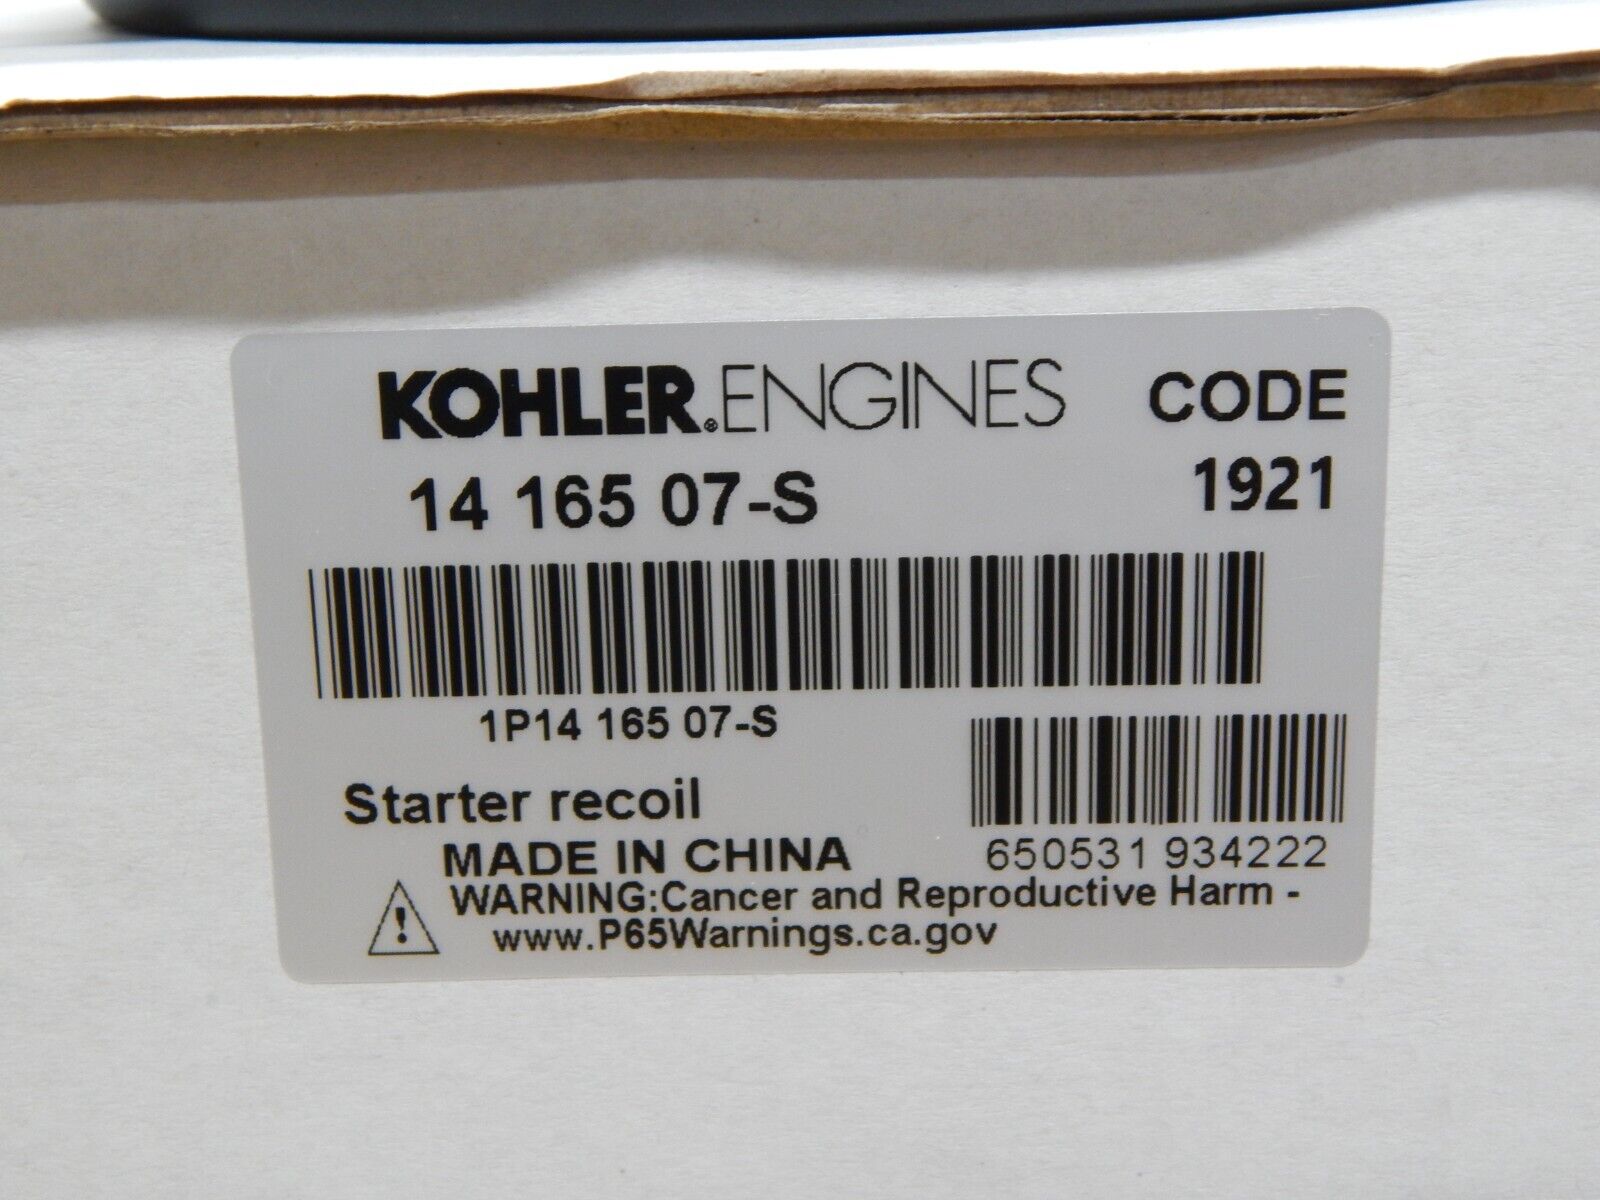 KOHLER®ENGINES CODE
14 165 07-S 1921
1P14 165 07-S
Starter recoil
MADE IN CHINA 650531 934222
WARNING:Cancer and Reproductive Harm -
www.P65Warnings.ca.gov